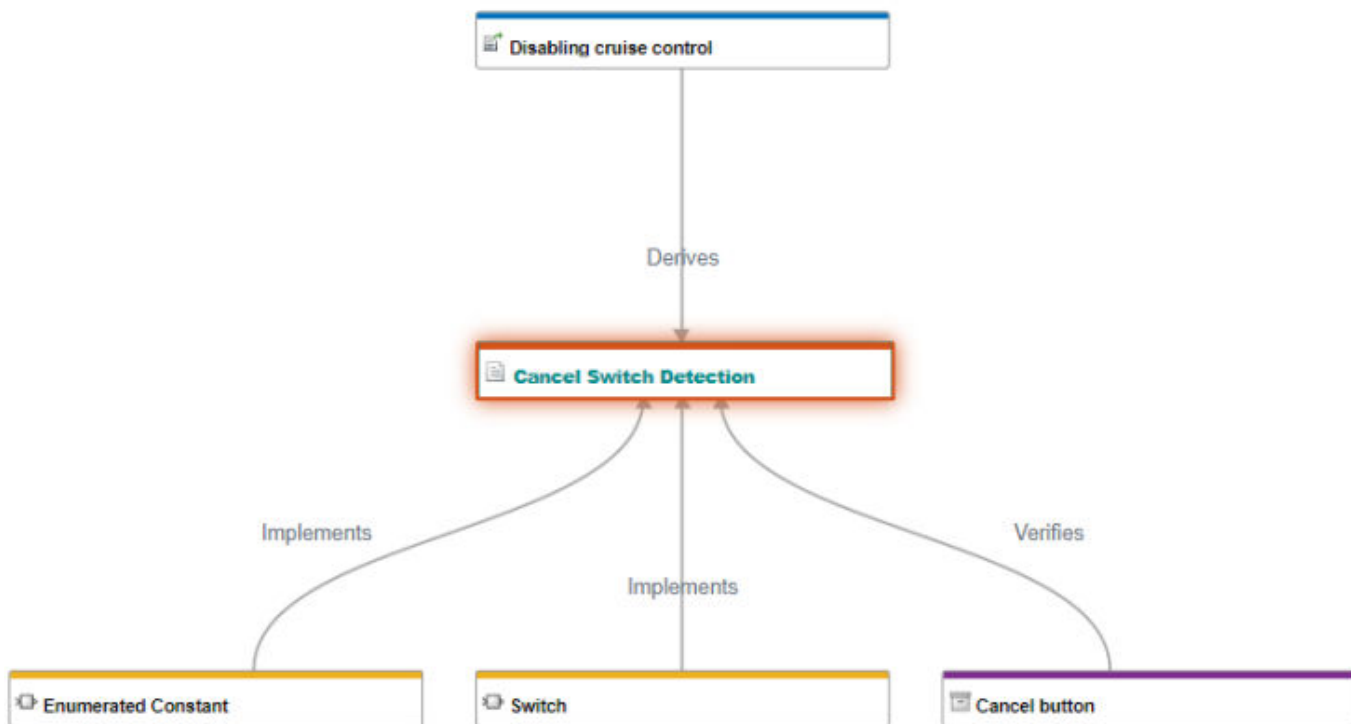 Disabling cruise control
Derives
Cancel Switch Detection
Implements
Verifies
Implements
Enumerated Constant
Switch
Cancel button